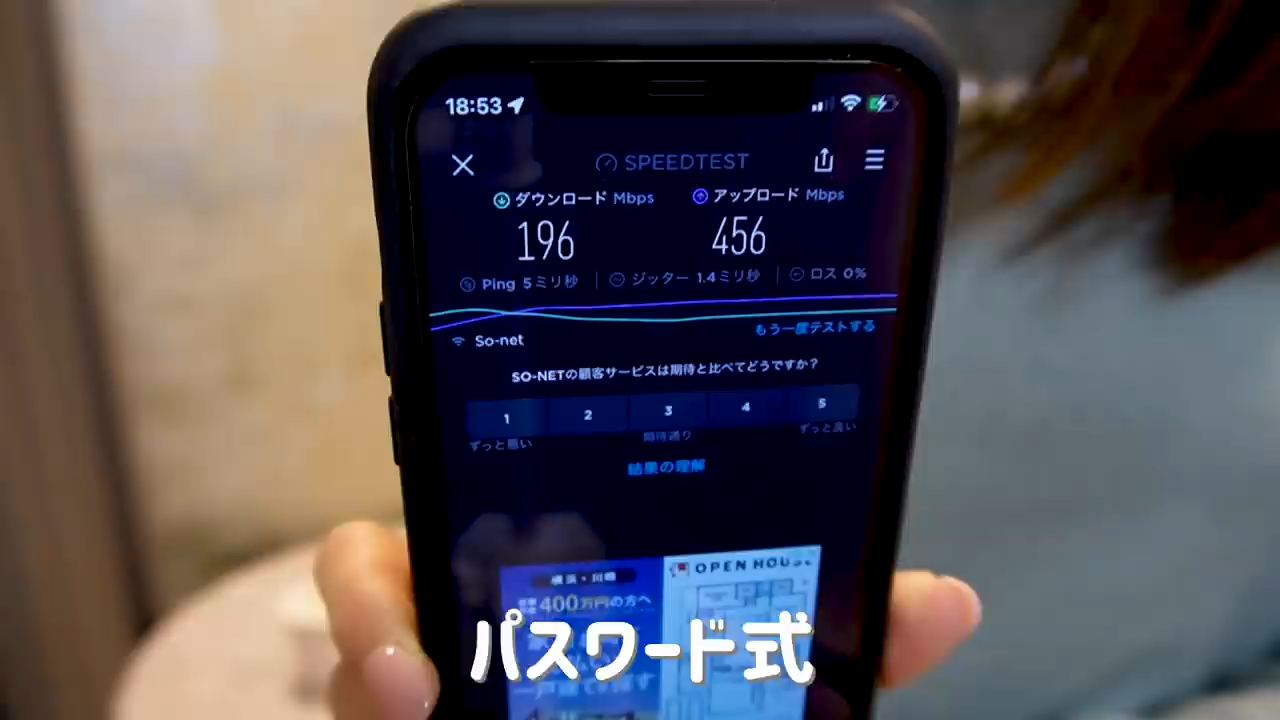 18:53
SPEEDTEST
ダウンロード Mbps
アップロード Mbps
196
456
Ping 5ミリ秒
ジッター 1.4ミリ秒
ロス 0%
もう一度テストする
So-net
SO-NETの顧客サービスは期待と比べてどうですか?
1 2 3 4 5
ずっと悪い 期待通り ずっと良い
結果の理解
横浜・川崎
OPEN HOUSE
400万円の方へ
パスワード式